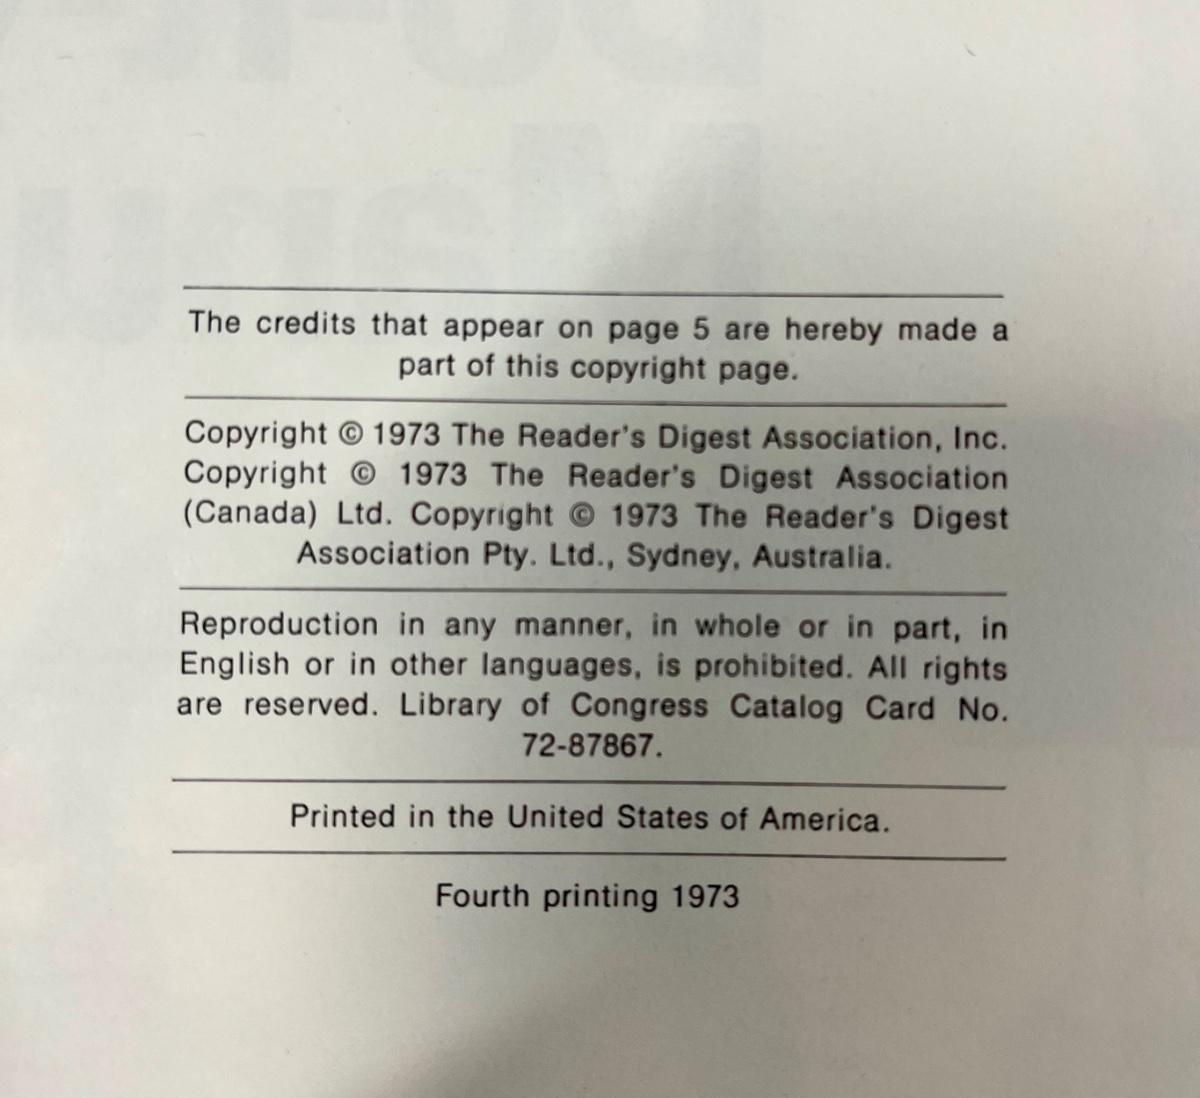 The credits that appear on page 5 are hereby made a
part of this copyright page.
Copyright © 1973 The Reader's Digest Association, Inc.
Copyright © 1973 The Reader's Digest Association
(Canada) Ltd. Copyright © 1973 The Reader's Digest
Association Pty. Ltd., Sydney, Australia.
Reproduction in any manner, in whole or in part, in
English or in other languages, is prohibited. All rights
are reserved. Library of Congress Catalog Card No.
72-87867.
Printed in the United States of America.
Fourth printing 1973